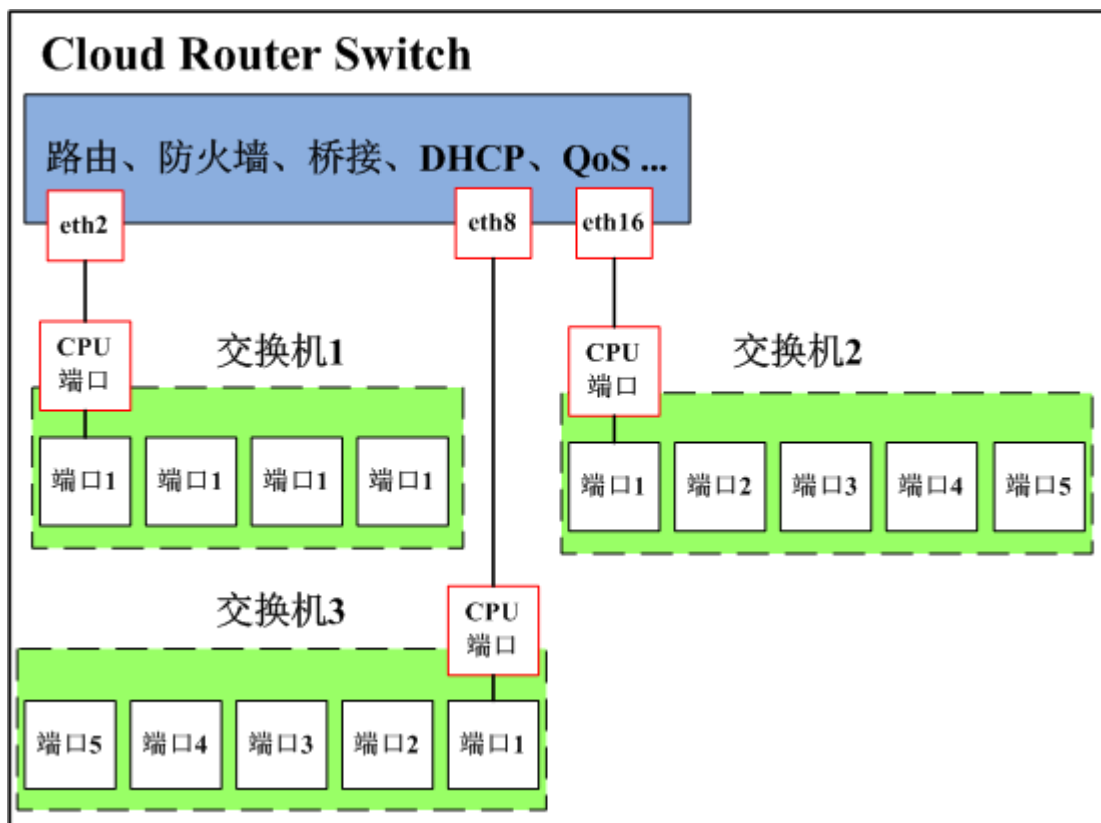 Cloud Router Switch
路由、防火墙、桥接、DHCP、QoS ...
eth2
eth8
eth16
CPU
端口
交换机1
CPU
端口
交换机2
端口1
端口1
端口1
端口1
端口1
端口2
端口3
端口4
端口5
交换机3
CPU
端口
端口5
端口4
端口3
端口2
端口1